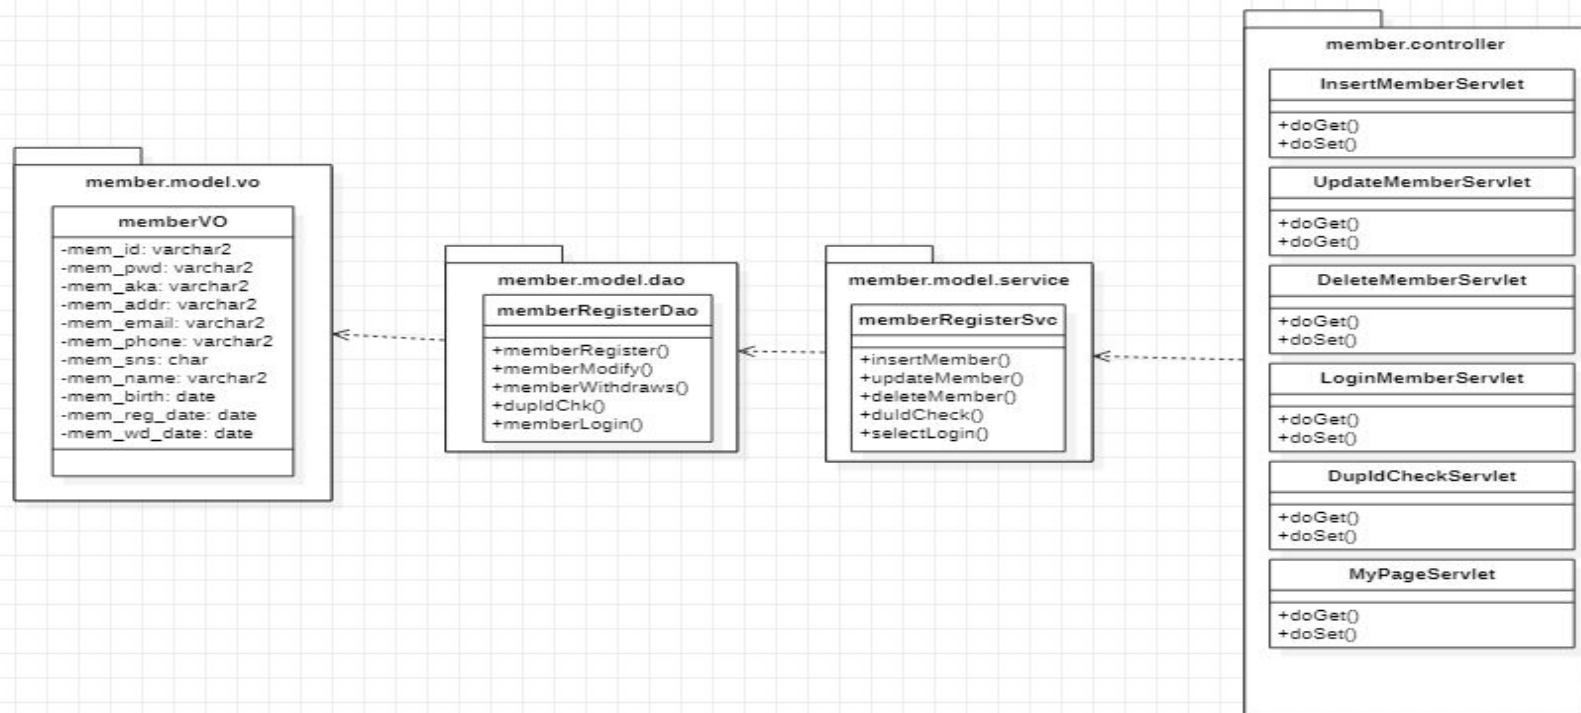 member.model.vo
memberVO
-mem_id: varchar2
-mem_pwd: varchar2
-mem_aka: varchar2
-mem_addr: varchar2
-mem_email: varchar2
-mem_phone: varchar2
-mem_sns: char
-mem_name: varchar2
-mem_birth: date
-mem_reg_date: date
-mem_wd_date: date
member.model.dao
memberRegisterDao
+memberRegister()
+memberModify()
+memberWithdraws()
+dupIdChk()
+memberLogin()
member.model.service
memberRegisterSvc
+insertMember()
+updateMember()
+deleteMember()
+duIdCheck()
+selectLogin()
member.controller
InsertMemberServlet
+doGet()
+doSet()
UpdateMemberServlet
+doGet()
+doGet()
DeleteMemberServlet
+doGet()
+doSet()
LoginMemberServlet
+doGet()
+doSet()
DupIdCheckServlet
+doGet()
+doSet()
MyPageServlet
+doGet()
+doSet()